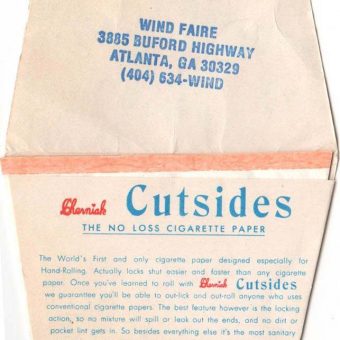 WIND FAIRE
3885 BUFORD HIGHWAY
ATLANTA, GA 30329
(404) 634-WIND
Cherniak Cutsides
THE NO LOSS CIGARETTE PAPER
The World's First and only cigarette paper designed especially for
Hand-Rolling. Actually locks shut easier and faster than any cigarette
paper. Once you've learned to roll with Cherniak Cutsides
we guarantee you'll be able to out-lick and out-roll anyone who uses
conventional cigarette papers. The best feature however is the locking
action, so no mixture will spill or leak out the ends, and no dirt or
pocket lint gets in. So besides everything else it's the most sanitary